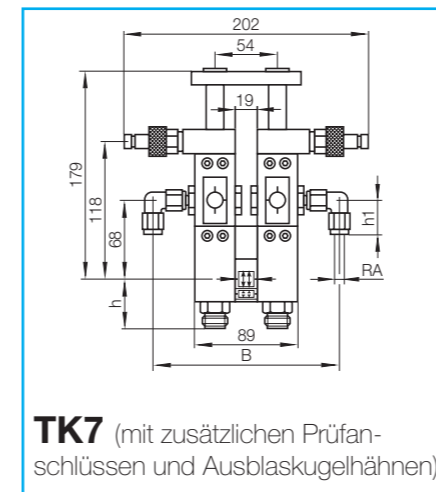 202
54
19
179
118
68
h
h1
RA
89
B
TK7 (mit zusätzlichen Prüfan-
schlüssen und Ausblaskugelhähnen)